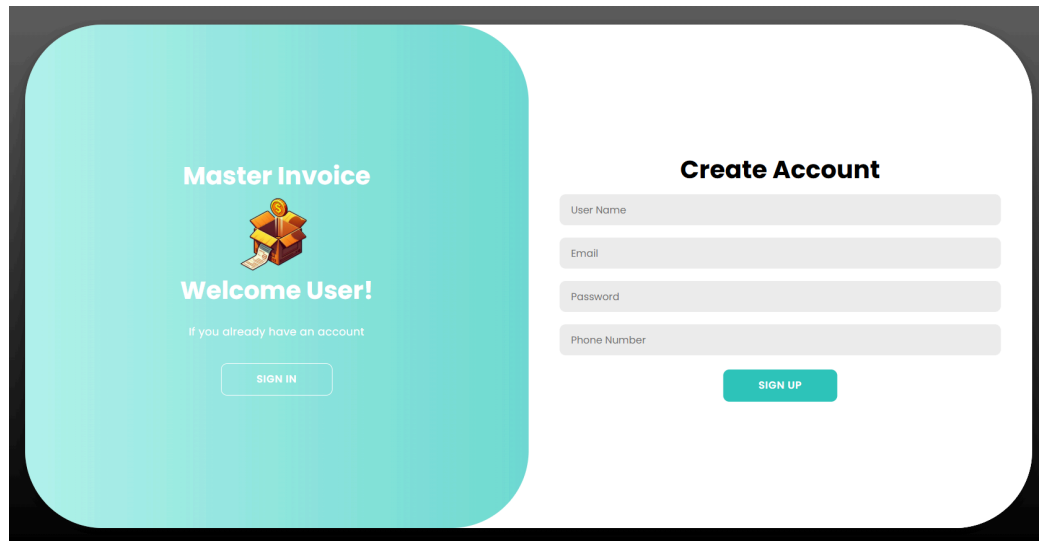 Master Invoice
Welcome User!
If you already have an account
SIGN IN
Create Account
User Name
Email
Password
Phone Number
SIGN UP